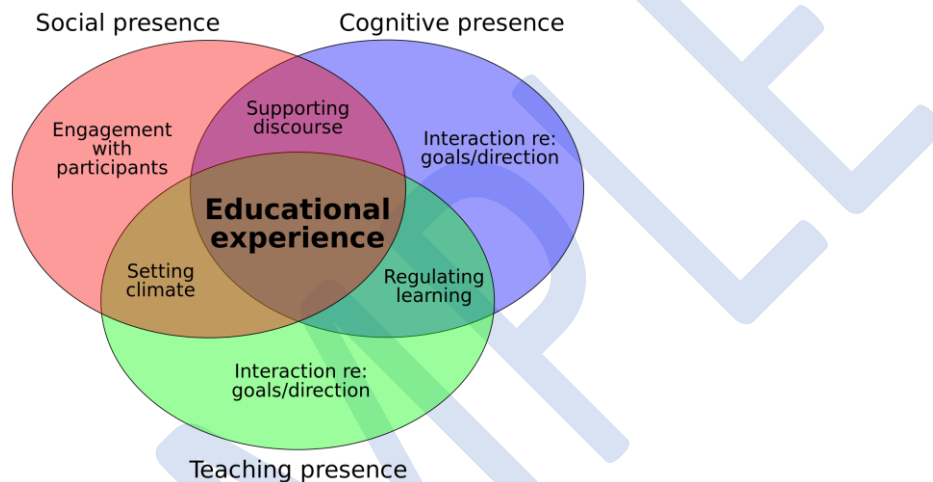 Social presence
Cognitive presence
Supporting
discourse
Engagement
with
participants
Interaction re:
goals/direction
Educational
experience
Setting
climate
Regulating
learning
Interaction re:
goals/direction
Teaching presence